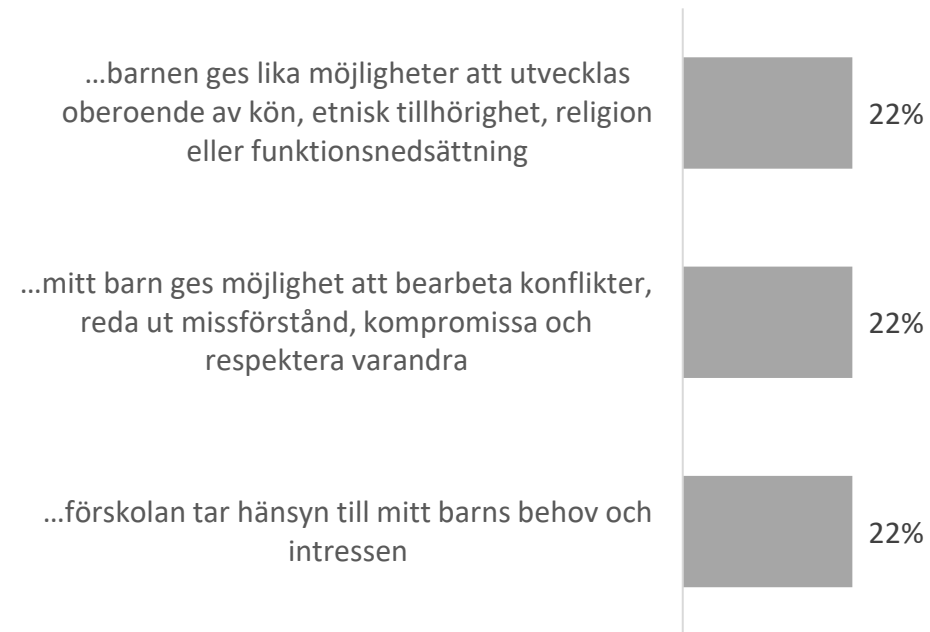 ...barnen ges lika möjligheter att utvecklas
oberoende av kön, etnisk tillhörighet, religion
eller funktionsnedsättning
22%
...mitt barn ges möjlighet att bearbeta konflikter,
reda ut missförstånd, kompromissa och
respektera varandra
22%
...förskolan tar hänsyn till mitt barns behov och
intressen
22%